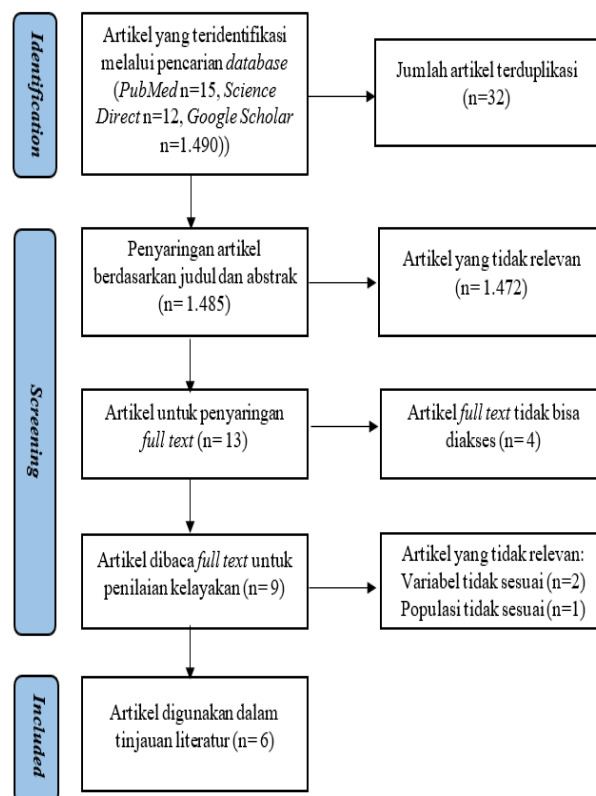 Identification
Artikel yang teridentifikasi
melalui pencarian database
(PubMed n=15, Science
Direct n=12, Google Scholar
n=1.490))
Jumlah artikel terduplikasi
(n=32)
Screening
Penyaringan artikel
berdasarkan judul dan abstrak
(n= 1.485)
Artikel yang tidak relevan
(n= 1.472)
Artikel untuk penyaringan
full text (n= 13)
Artikel full text tidak bisa
diakses (n= 4)
Artikel dibaca full text untuk
penilaian kelayakan (n= 9)
Artikel yang tidak relevan:
Variabel tidak sesuai (n=2)
Populasi tidak sesuai (n=1)
Included
Artikel digunakan dalam
tinjauan literatur (n= 6)